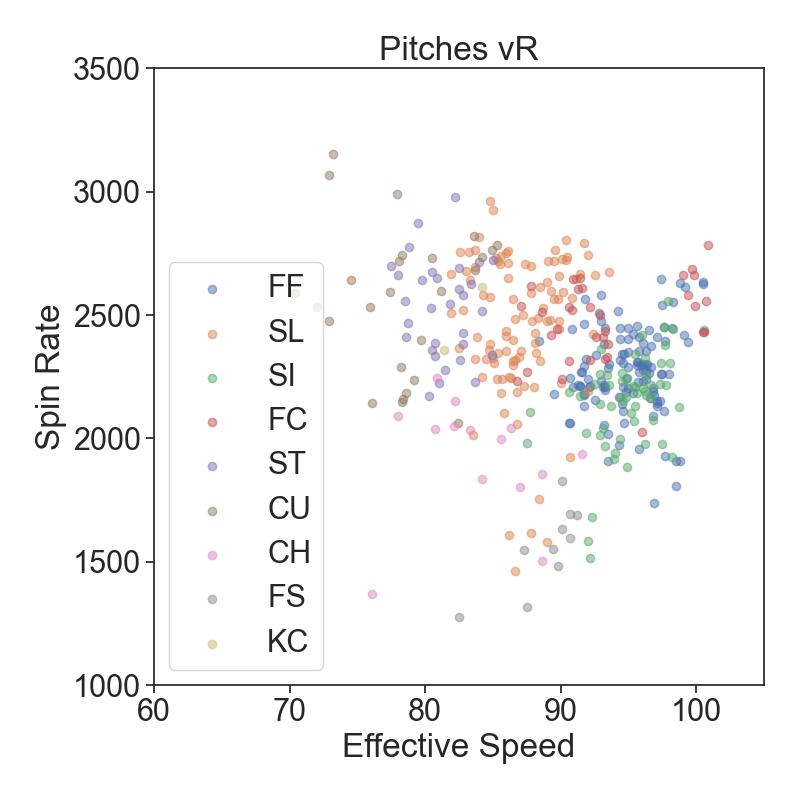 Pitches vR
3500
3000
2500
2000
1500
1000
Spin Rate
FF
SL
SI
FC
ST
CU
CH
FS
KC
60 70 80 90 100
Effective Speed